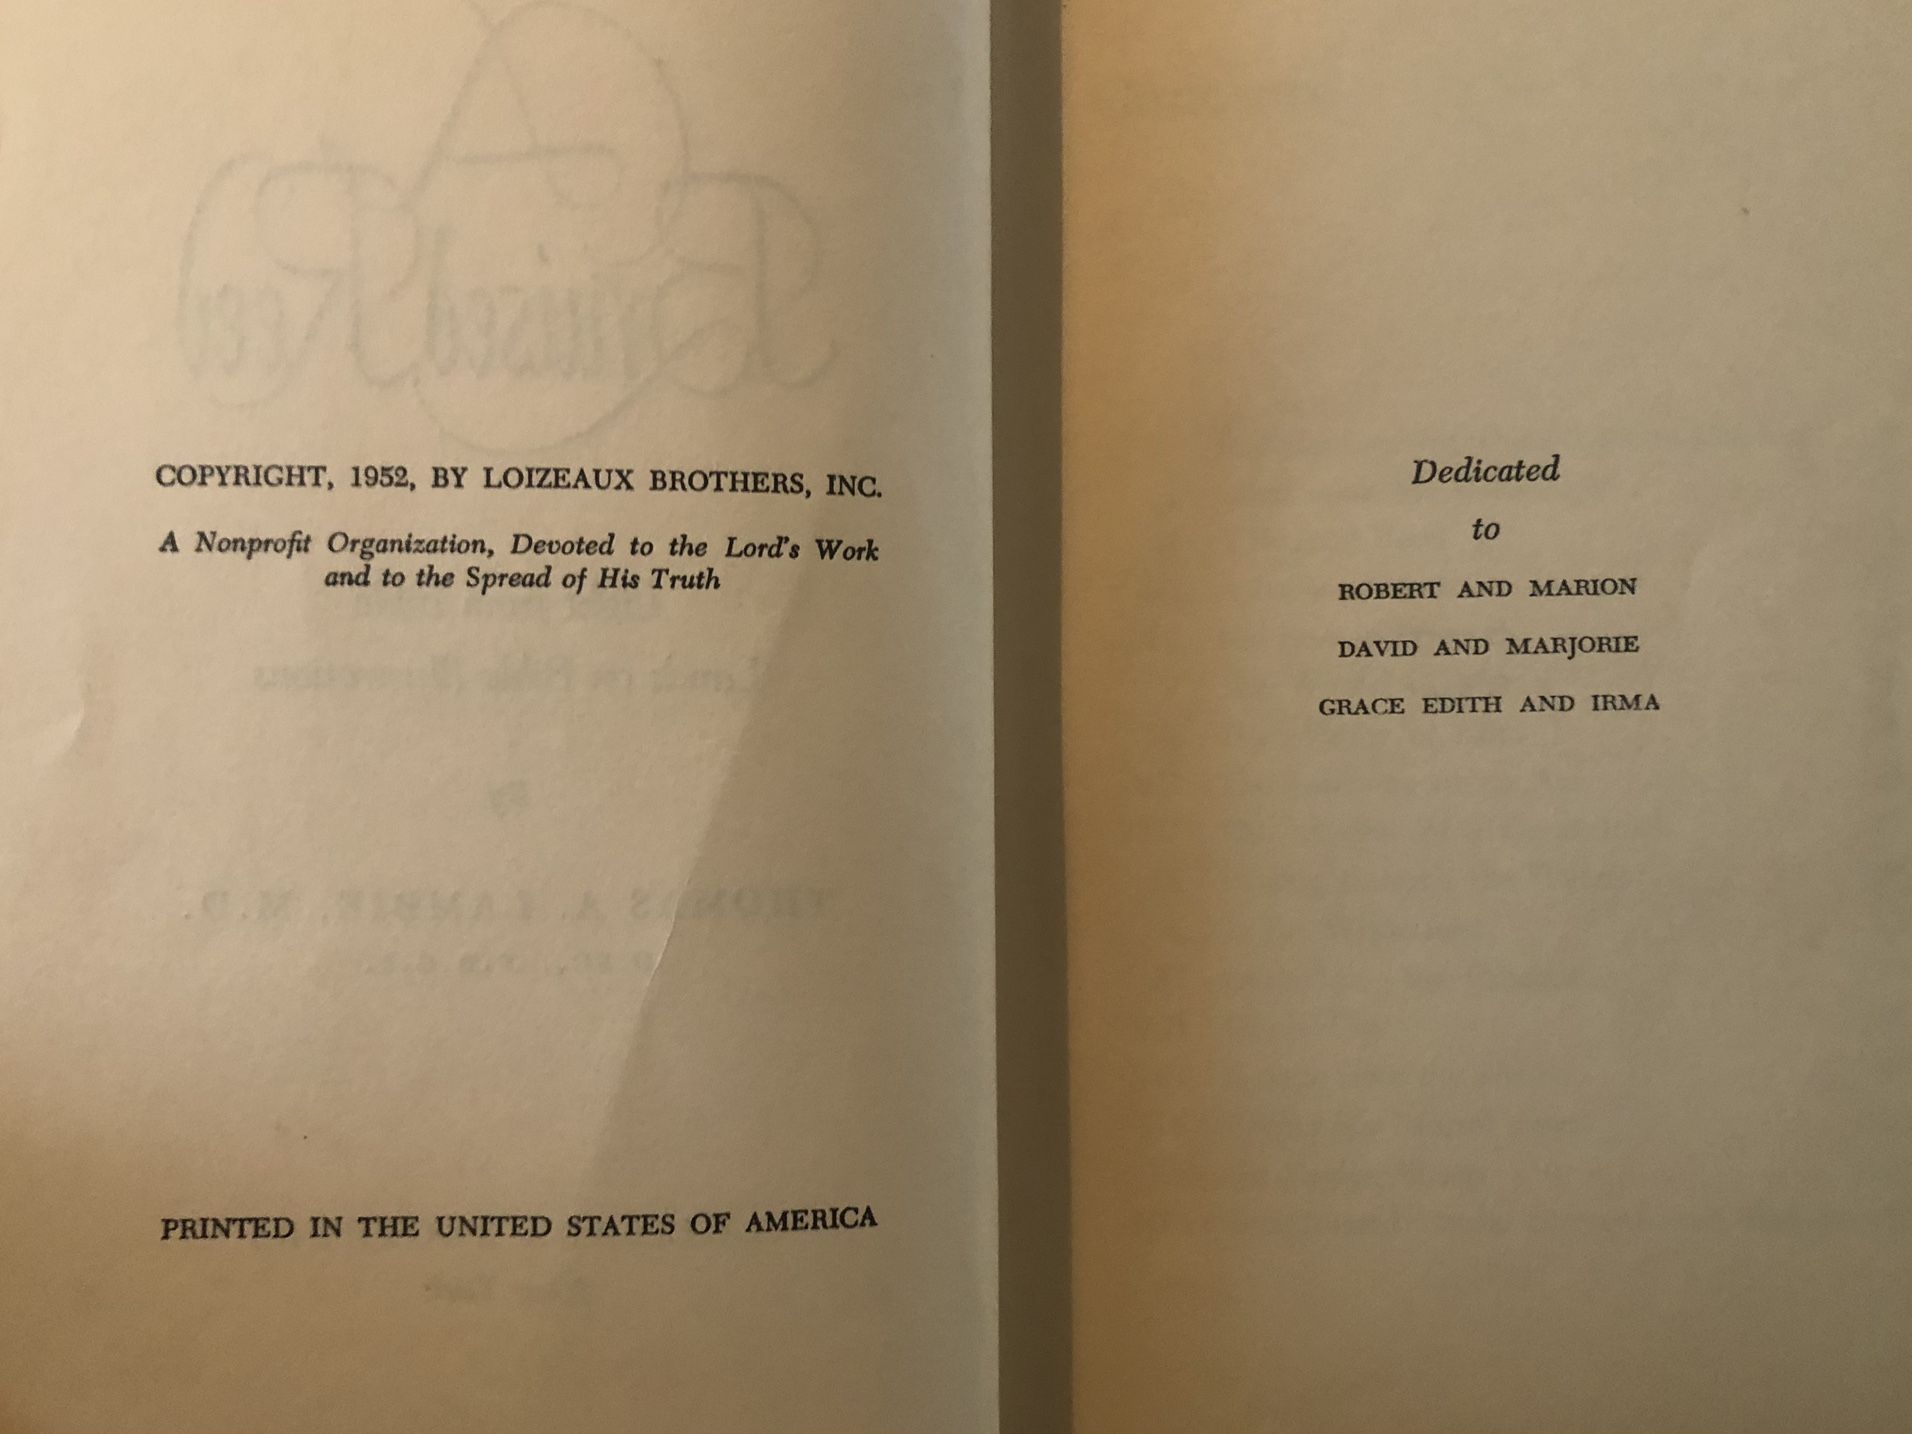 COPYRIGHT, 1952, BY LOIZEAUX BROTHERS, INC.
A Nonprofit Organization, Devoted to the Lord's Work
and to the Spread of His Truth
PRINTED IN THE UNITED STATES OF AMERICA
Dedicated
to
ROBERT AND MARION
DAVID AND MARJORIE
GRACE EDITH AND IRMA